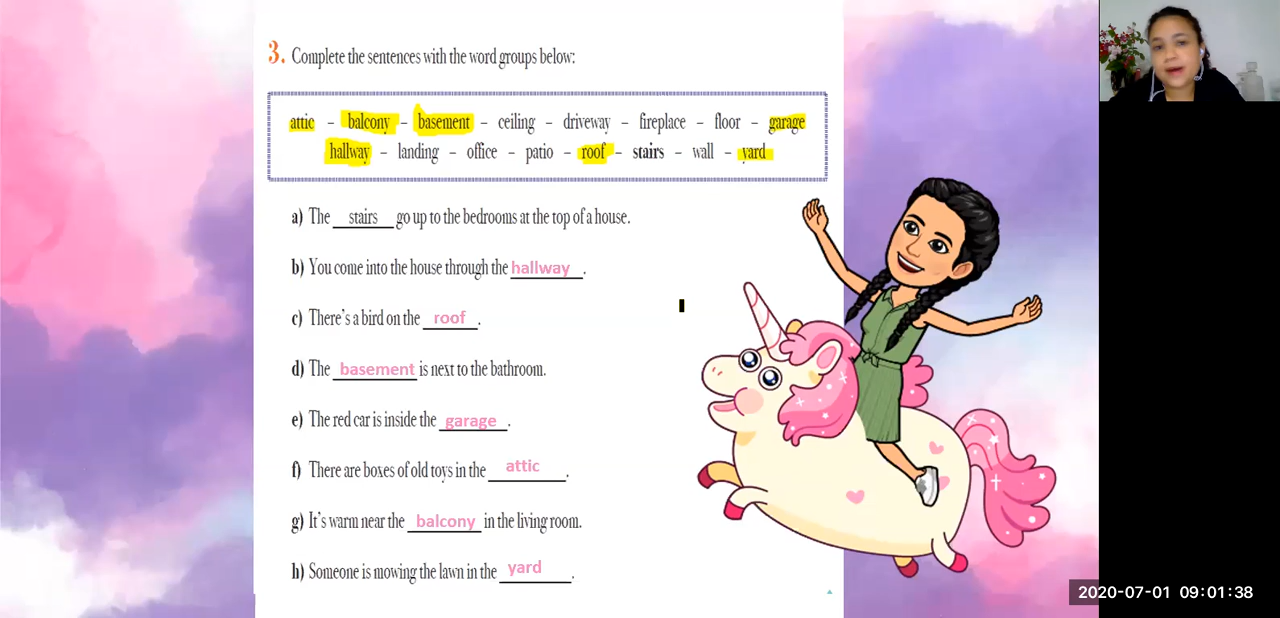 3. Complete the sentences with the word groups below:
attic – balcony – basement – ceiling – driveway – fireplace – floor – garage
hallway – landing – office – patio – roof – stairs – wall – yard
a) The stairs go up to the bedrooms at the top of a house.
b) You come into the house through the hallway.
c) There's a bird on the roof.
d) The basement is next to the bathroom.
e) The red car is inside the garage.
f) There are boxes of old toys in the attic.
g) It's warm near the balcony in the living room.
h) Someone is mowing the lawn in the yard.
2020-07-01 09:01:38